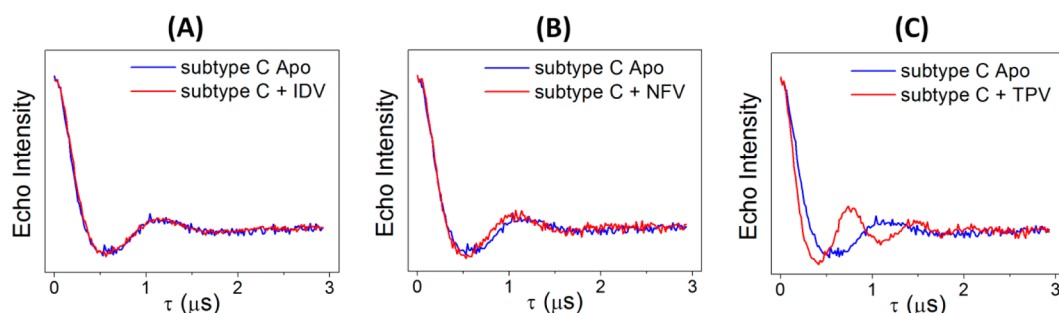 (A)
subtype C Apo
subtype C + IDV
Echo Intensity
0 1 2 3
τ (μs)
(B)
subtype C Apo
subtype C + NFV
Echo Intensity
0 1 2 3
τ (μs)
(C)
subtype C Apo
subtype C + TPV
Echo Intensity
0 1 2 3
τ (μs)